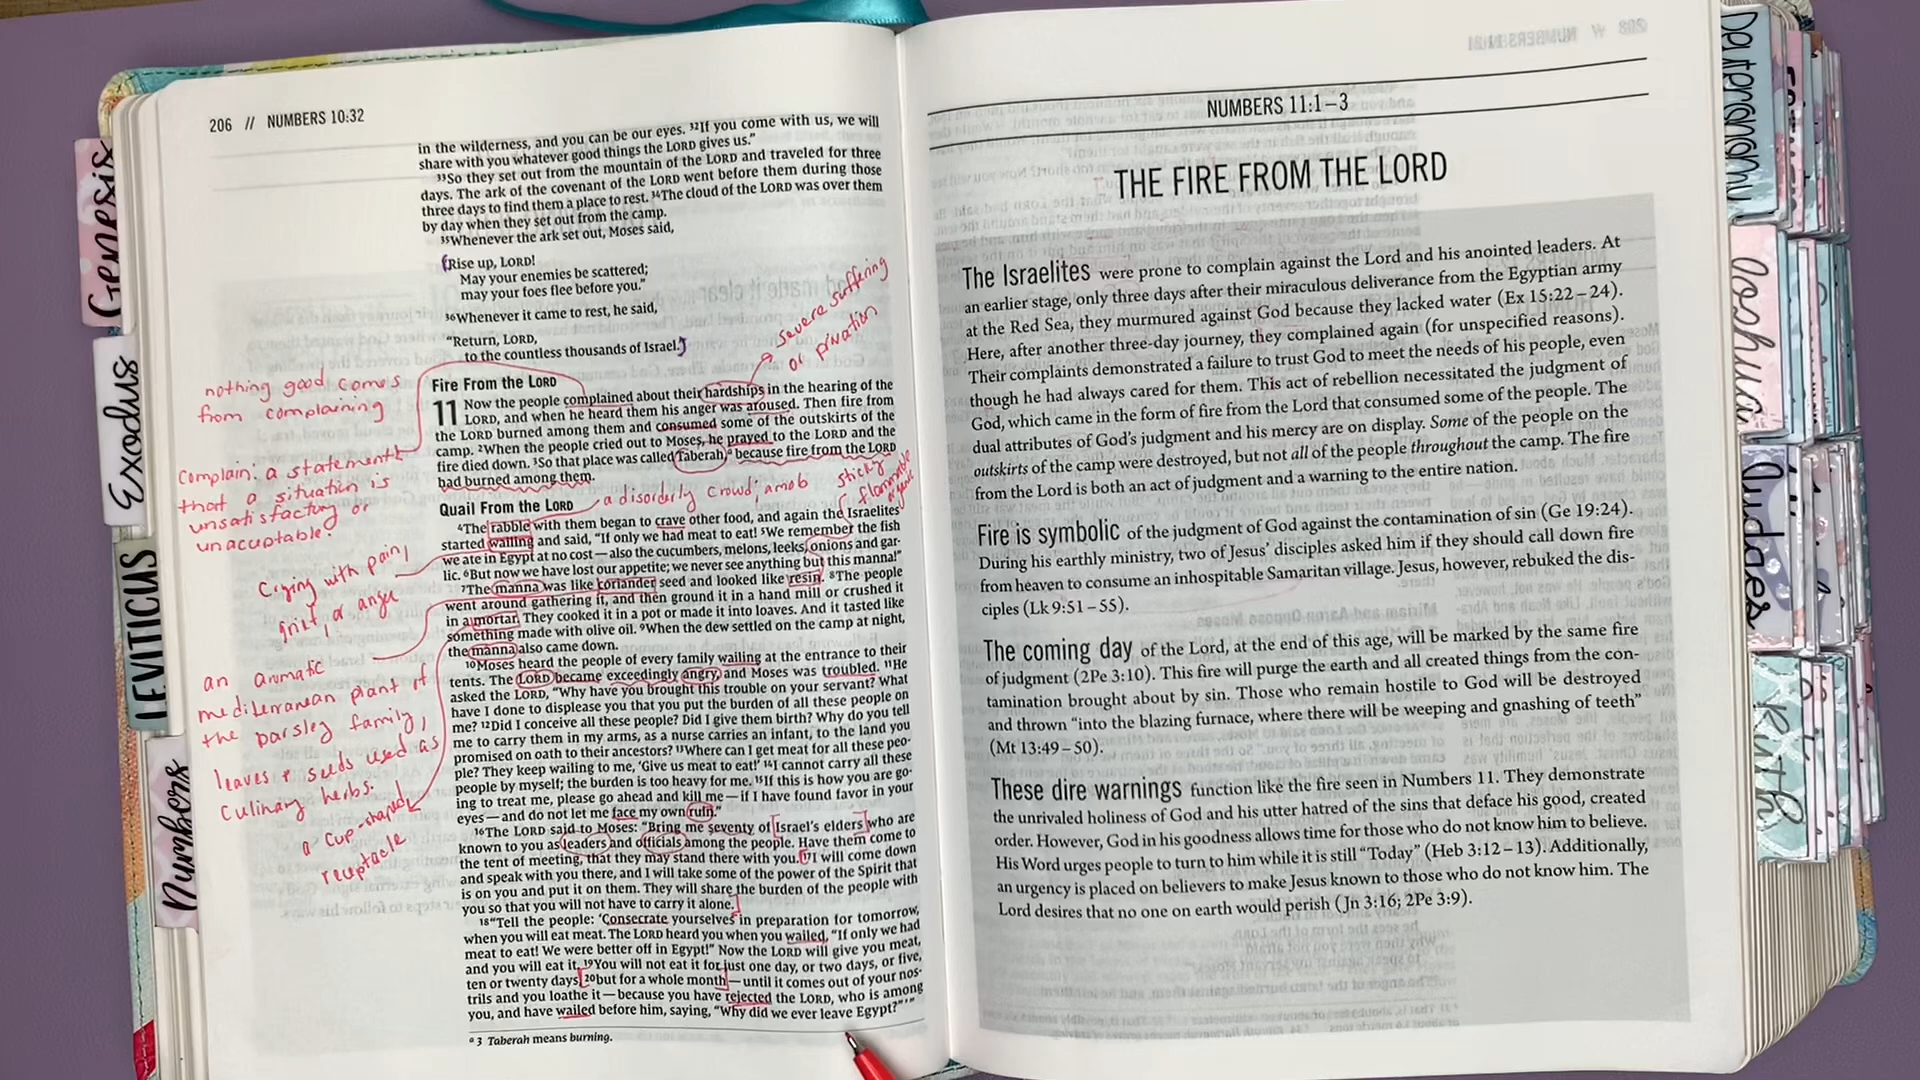 206 // NUMBERS 10:32
in the wilderness, and you can be our eyes. 32If you come with us, we will
share with you whatever good things the LORD gives us.”
33So they set out from the mountain of the LORD and traveled for three
days. The ark of the covenant of the LORD went before them during those
three days to find them a place to rest. 34The cloud of the LORD was over them
by day when they set out from the camp.
35Whenever the ark set out, Moses said,
“Rise up, LORD!
May your enemies be scattered;
may your foes flee before you.”
36Whenever it came to rest, he said,
“Return, LORD,
to the countless thousands of Israel.”
Fire From the Lord
11 Now the people complained about their hardships in the hearing of the
LORD, and when he heard them his anger was aroused. Then fire from
the LORD burned among them and consumed some of the outskirts of the
camp. 2When the people cried out to Moses, he prayed to the LORD and the
fire died down. 3So that place was called Taberah,a because fire from the LORD
had burned among them.
Quail From the Lord
4The rabble with them began to crave other food, and again the Israelites
started wailing and said, “If only we had meat to eat! 5We remember the fish
we ate in Egypt at no cost — also the cucumbers, melons, leeks, onions and gar-
lic. 6But now we have lost our appetite; we never see anything but this manna!”
7The manna was like coriander seed and looked like resin. 8The people
went around gathering it, and then ground it in a hand mill or crushed it
in a mortar. They cooked it in a pot or made it into loaves. And it tasted like
something made with olive oil. 9When the dew settled on the camp at night,
the manna also came down.
10Moses heard the people of every family wailing at the entrance to their
tents. The LORD became exceedingly angry, and Moses was troubled. 11He
asked the LORD, “Why have you brought this trouble on your servant? What
have I done to displease you that you put the burden of all these people on
me? 12Did I conceive all these people? Did I give them birth? Why do you tell
me to carry them in my arms, as a nurse carries an infant, to the land you
promised on oath to their ancestors? 13Where can I get meat for all these peo-
ple? They keep wailing to me, ‘Give us meat to eat!’ 14I cannot carry all these
people by myself; the burden is too heavy for me. 15If this is how you are go-
ing to treat me, please go ahead and kill me — if I have found favor in your
eyes — and do not let me face my own ruin.”
16The LORD said to Moses: “Bring me seventy of Israel’s elders who are
known to you as leaders and officials among the people. Have them come to
the tent of meeting, that they may stand there with you. 17I will come down
and speak with you there, and I will take some of the power of the Spirit that
is on you and put it on them. They will share the burden of the people with
you so that you will not have to carry it alone.
18“Tell the people: ‘Consecrate yourselves in preparation for tomorrow,
when you will eat meat. The LORD heard you when you wailed, “If only we had
meat to eat! We were better off in Egypt!” Now the LORD will give you meat,
and you will eat it. 19You will not eat it for just one day, or two days, or five,
ten or twenty days, 20but for a whole month — until it comes out of your nos-
trils and you loathe it — because you have rejected the LORD, who is among
you, and have wailed before him, saying, “Why did we ever leave Egypt?” ’ ”
a 3 Taberah means burning.
severe suffering
or pivation
nothing good comes
from complaining
Complain: a statement
that a situation is
unsatisfactory or
unacceptable.
a disorderly crowd; a mob
sticky
flammable
organic
Crying with pain,
grief, or anger
an aromatic
mediterranean plant of
the parsley family,
leaves + seeds used as
culinary herbs.
a cup-shaped
receptacle
NUMBERS 11:1–3
THE FIRE FROM THE LORD
The Israelites were prone to complain against the Lord and his anointed leaders. At
an earlier stage, only three days after their miraculous deliverance from the Egyptian army
at the Red Sea, they murmured against God because they lacked water (Ex 15:22–24).
Here, after another three-day journey, they complained again (for unspecified reasons).
Their complaints demonstrated a failure to trust God to meet the needs of his people, even
though he had always cared for them. This act of rebellion necessitated the judgment of
God, which came in the form of fire from the Lord that consumed some of the people. The
dual attributes of God’s judgment and his mercy are on display. Some of the people on the
outskirts of the camp were destroyed, but not all of the people throughout the camp. The fire
from the Lord is both an act of judgment and a warning to the entire nation.
Fire is symbolic of the judgment of God against the contamination of sin (Ge 19:24).
During his earthly ministry, two of Jesus’ disciples asked him if they should call down fire
from heaven to consume an inhospitable Samaritan village. Jesus, however, rebuked the dis-
ciples (Lk 9:51–55).
The coming day of the Lord, at the end of this age, will be marked by the same fire
of judgment (2Pe 3:10). This fire will purge the earth and all created things from the con-
tamination brought about by sin. Those who remain hostile to God will be destroyed
and thrown “into the blazing furnace, where there will be weeping and gnashing of teeth”
(Mt 13:49–50).
These dire warnings function like the fire seen in Numbers 11. They demonstrate
the unrivaled holiness of God and his utter hatred of the sins that deface his good, created
order. However, God in his goodness allows time for those who do not know him to believe.
His Word urges people to turn to him while it is still “Today” (Heb 3:12–13). Additionally,
an urgency is placed on believers to make Jesus known to those who do not know him. The
Lord desires that no one on earth would perish (Jn 3:16; 2Pe 3:9).
Genesis
Exodus
LEVITICUS
Numbers
Deuteronomy
Joshua
Judges
Ruth